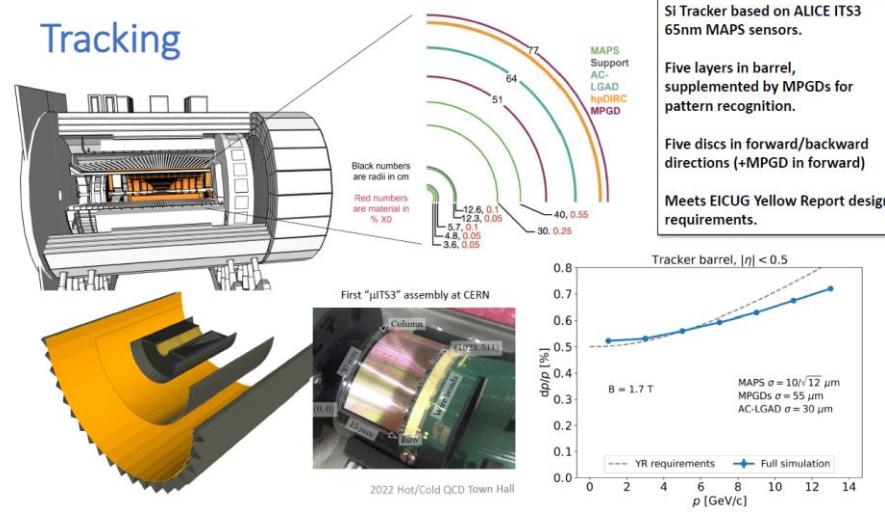 Tracking
77
64
51
MAPS
Support
AC-
LGAD
hpDIRC
MPGD
Black numbers
are radii in cm
Red numbers
are material in
% X0
12.6, 0.1
12.3, 0.05
5.7, 0.1
4.8, 0.05
3.6, 0.05
40, 0.55
30, 0.25
Si Tracker based on ALICE ITS3
65nm MAPS sensors.
Five layers in barrel,
supplemented by MPGDs for
pattern recognition.
Five discs in forward/backward
directions (+MPGD in forward)
Meets EICUG Yellow Report design
requirements.
First “μITS3” assembly at CERN
Column
(1023, 511)
30 mm
Wire bonds
(0, 0)
15 mm
Row
2022 Hot/Cold QCD Town Hall
Tracker barrel, |η| < 0.5
0.8
0.7
0.6
0.5
0.4
0.3
0.2
0.1
0.0
dp/p [%]
B = 1.7 T
MAPS σ = 10/√12 μm
MPGDs σ = 55 μm
AC-LGAD σ = 30 μm
YR requirements
Full simulation
0 2 4 6 8 10 12 14
p [GeV/c]